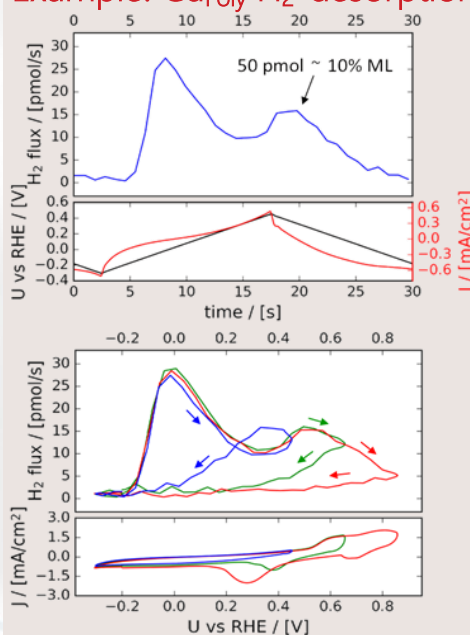 0 5 10 15 20 25 30
30
25
20
15
10
5
0
H₂ flux / [pmol/s]
50 pmol ~ 10% ML
0.6
0.4
0.2
0.0
−0.2
−0.4
U vs RHE / [V]
0.6
0.3
0.0
−0.3
−0.6
J / [mA/cm²]
0 5 10 15 20 25 30
time / [s]
−0.2 0.0 0.2 0.4 0.6 0.8
30
25
20
15
10
5
0
H₂ flux / [pmol/s]
3.0
1.5
0.0
−1.5
−3.0
J / [mA/cm²]
−0.2 0.0 0.2 0.4 0.6 0.8
U vs RHE / [V]